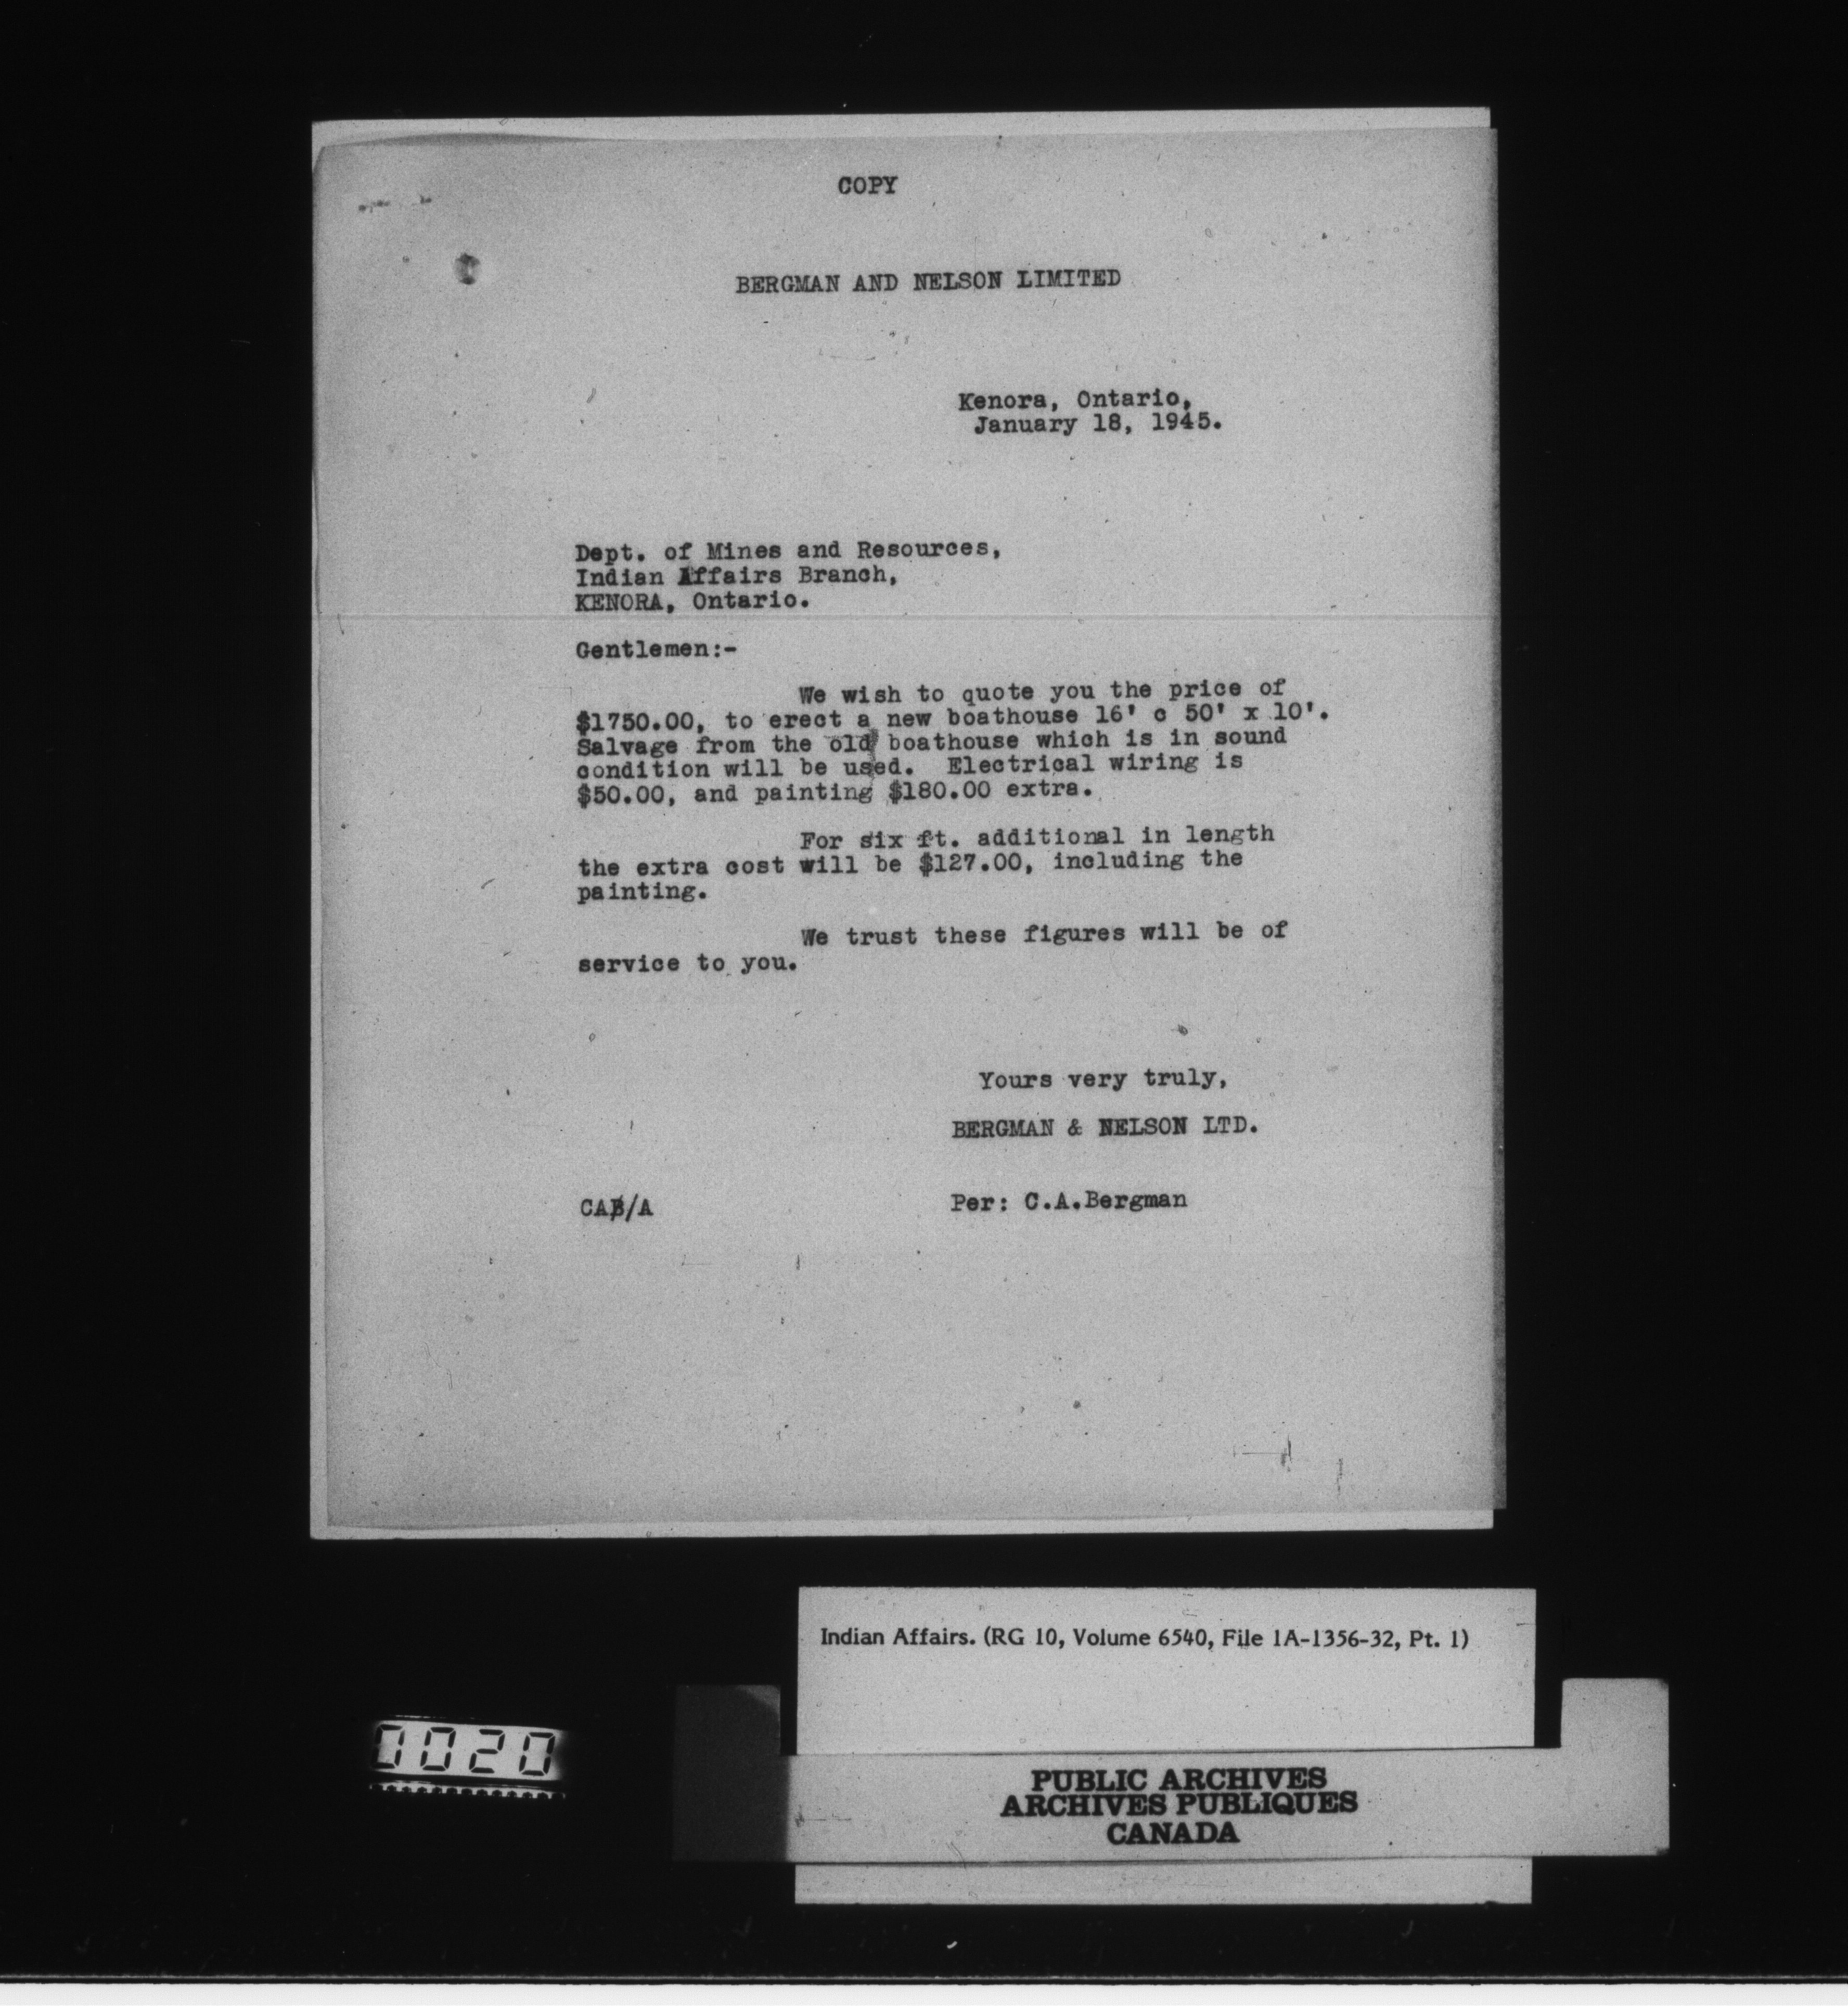 COPY
BERGMAN AND NELSON LIMITED
Kenora, Ontario,
January 18, 1945.
Dept. of Mines and Resources,
Indian Affairs Branch,
KENORA, Ontario.
Gentlemen:-
We wish to quote you the price of
$1750.00, to erect a new boathouse 16' c 50' x 10'.
Salvage from the old boathouse which is in sound
condition will be used. Electrical wiring is
$50.00, and painting $180.00 extra.
For six ft. additional in length
the extra cost will be $127.00, including the
painting.
We trust these figures will be of
service to you.
Yours very truly,
BERGMAN & NELSON LTD.
CAB/A
Per: C.A.Bergman
Indian Affairs. (RG 10, Volume 6540, File 1A-1356-32, Pt. 1)
0020
PUBLIC ARCHIVES
ARCHIVES PUBLIQUES
CANADA